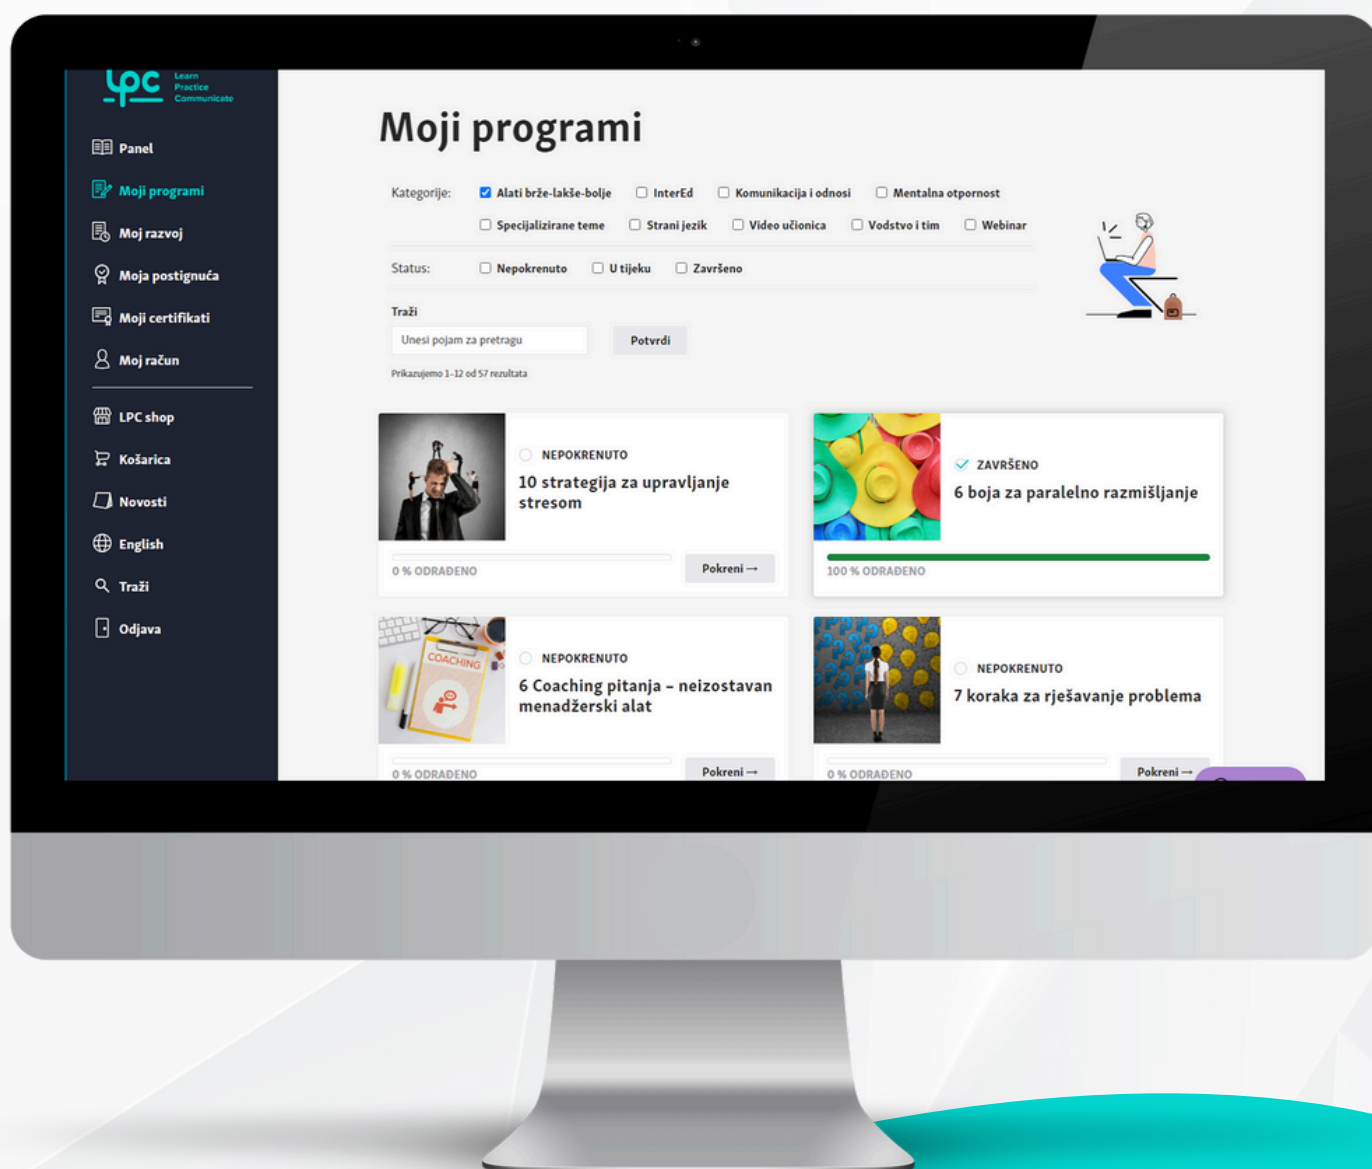 Lpc
Learn
Practice
Communicate
Panel
Moji programi
Moj razvoj
Moja postignuća
Moji certifikati
Moj račun
LPC shop
Košarica
Novosti
English
Traži
Odjava
Moji programi
Kategorije: Alati brže-lakše-bolje InterEd Komunikacija i odnosi Mentalna otpornost
Specijalizirane teme Strani jezik Video učionica Vodstvo i tim Webinar
Status: Nepokrenuto U tijeku Završeno
Traži
Unesi pojam za pretragu Potvrdi
Prikazujemo 1–12 od 57 rezultata
NEPOKRENUTO
10 strategija za upravljanje
stresom
0 % ODRAĐENO Pokreni →
ZAVRŠENO
6 boja za paralelno razmišljanje
100 % ODRAĐENO
COACHING
NEPOKRENUTO
6 Coaching pitanja – neizostavan
menadžerski alat
0 % ODRAĐENO Pokreni →
NEPOKRENUTO
7 koraka za rješavanje problema
0 % ODRAĐENO Pokreni →